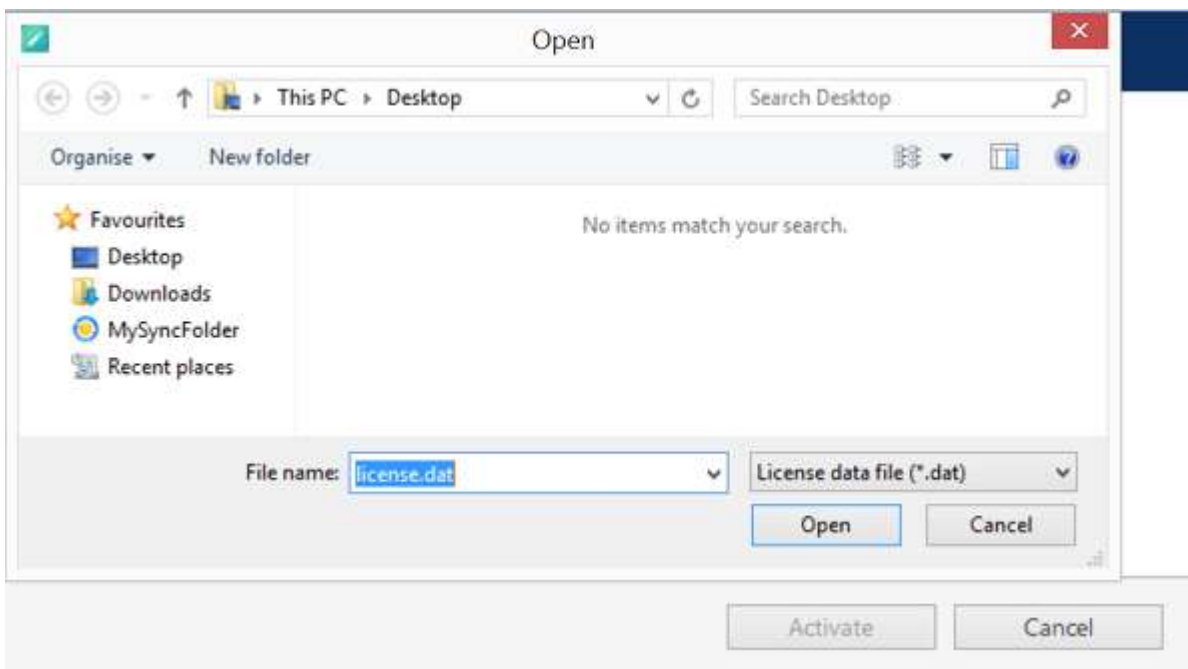 Open
This PC Desktop
Search Desktop
Organise
New folder
Favourites
Desktop
Downloads
MySyncFolder
Recent places
No items match your search.
File name:
license.dat
License data file (*.dat)
Open
Cancel
Activate
Cancel